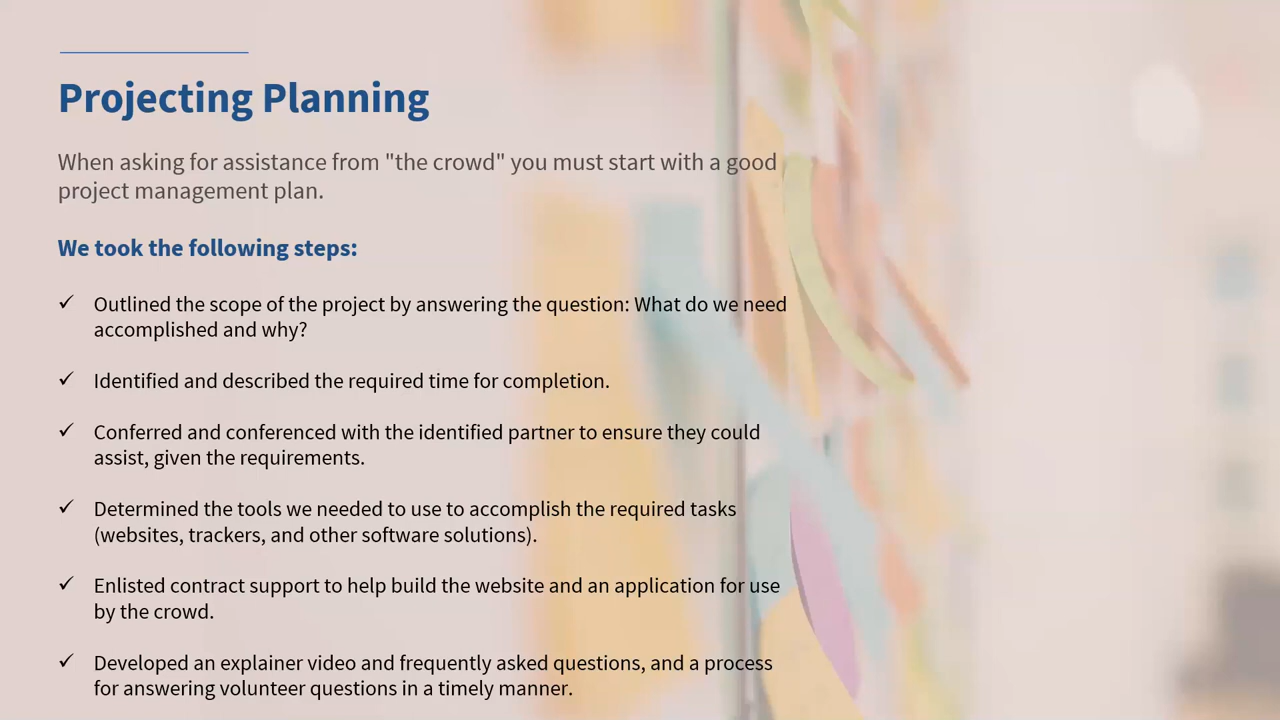 Projecting Planning
When asking for assistance from "the crowd" you must start with a good
project management plan.
We took the following steps:
✓ Outlined the scope of the project by answering the question: What do we need
accomplished and why?
✓ Identified and described the required time for completion.
✓ Conferred and conferenced with the identified partner to ensure they could
assist, given the requirements.
✓ Determined the tools we needed to use to accomplish the required tasks
(websites, trackers, and other software solutions).
✓ Enlisted contract support to help build the website and an application for use
by the crowd.
✓ Developed an explainer video and frequently asked questions, and a process
for answering volunteer questions in a timely manner.